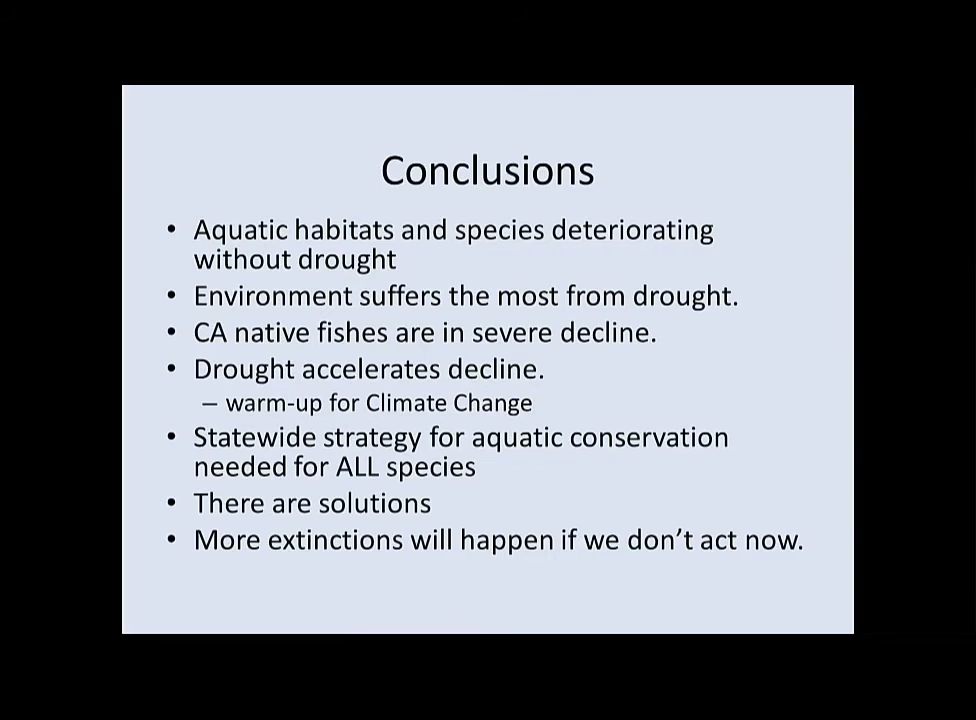 Conclusions
• Aquatic habitats and species deteriorating
without drought
• Environment suffers the most from drought.
• CA native fishes are in severe decline.
• Drought accelerates decline.
– warm-up for Climate Change
• Statewide strategy for aquatic conservation
needed for ALL species
• There are solutions
• More extinctions will happen if we don’t act now.